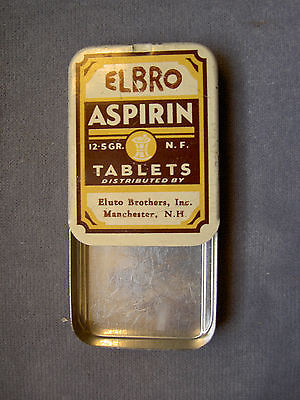 ELBRO
ASPIRIN
12-5 GR. N. F.
TABLETS
DISTRIBUTED BY
Eluto Brothers, Inc.
Manchester, N.H.